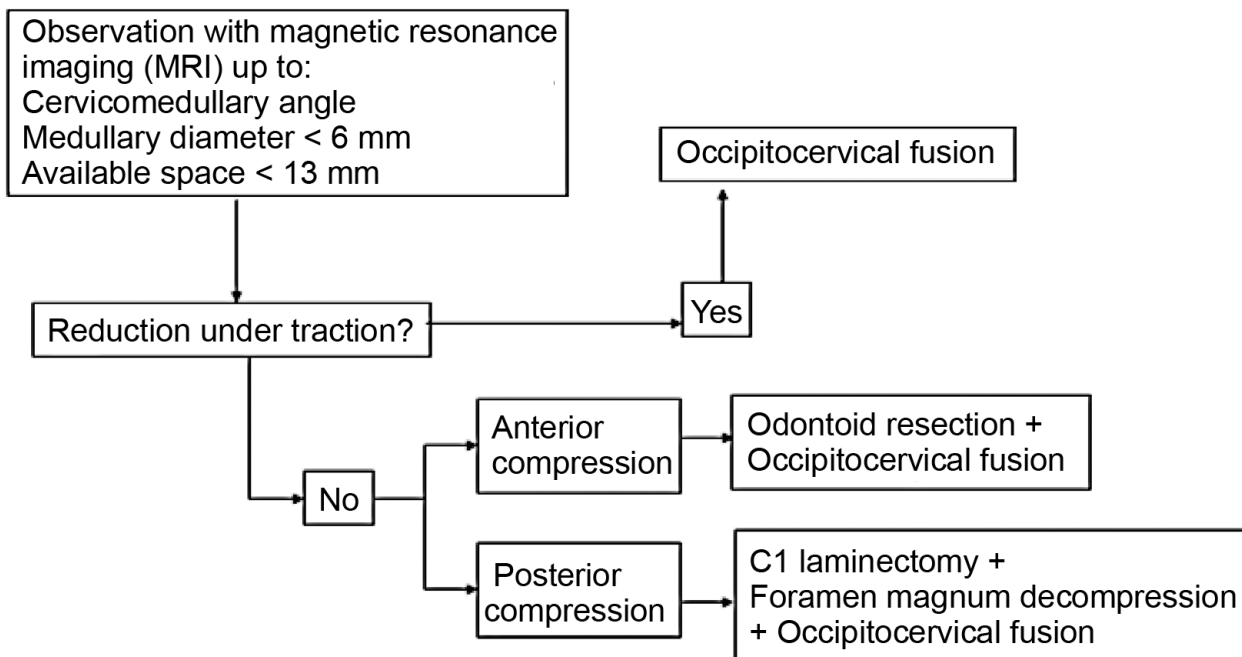 Observation with magnetic resonance
imaging (MRI) up to:
Cervicomedullary angle
Medullary diameter < 6 mm
Available space < 13 mm
Occipitocervical fusion
Reduction under traction?
Yes
No
Anterior
compression
Odontoid resection +
Occipitocervical fusion
Posterior
compression
C1 laminectomy +
Foramen magnum decompression
+ Occipitocervical fusion